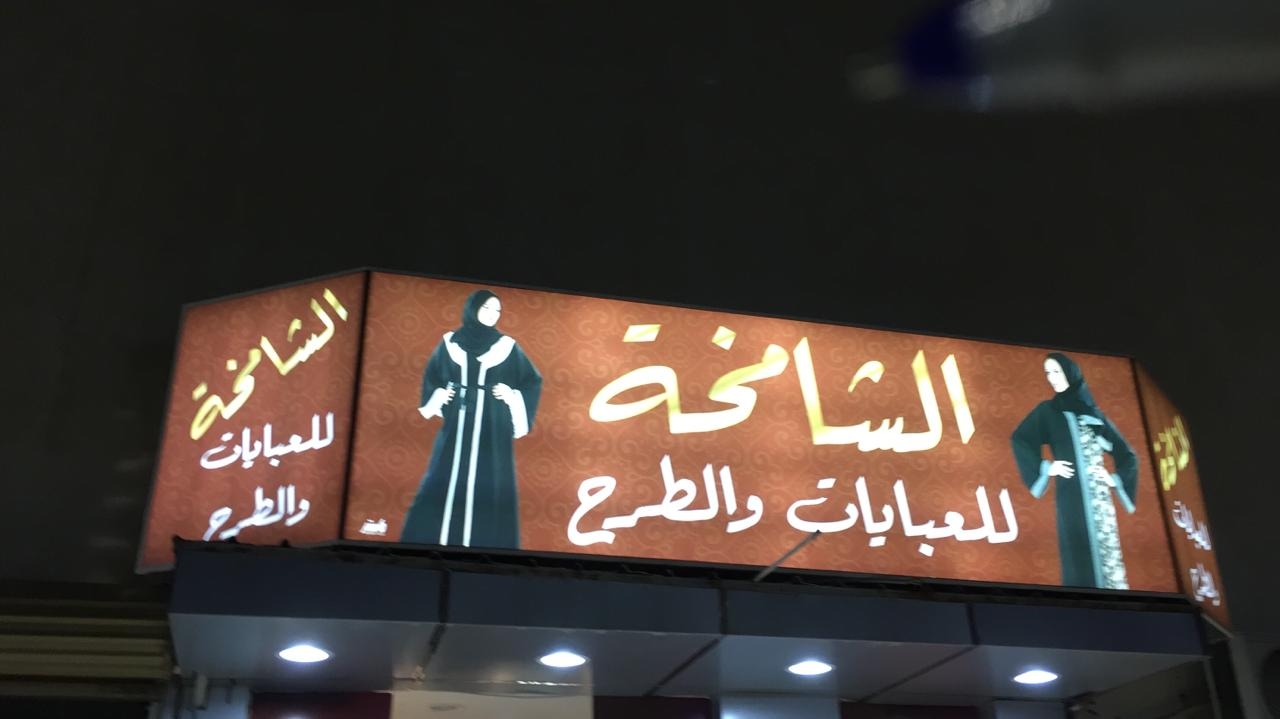 الشامخة
للعبايات والطرح
الشامخة
للعبايات
والطرح